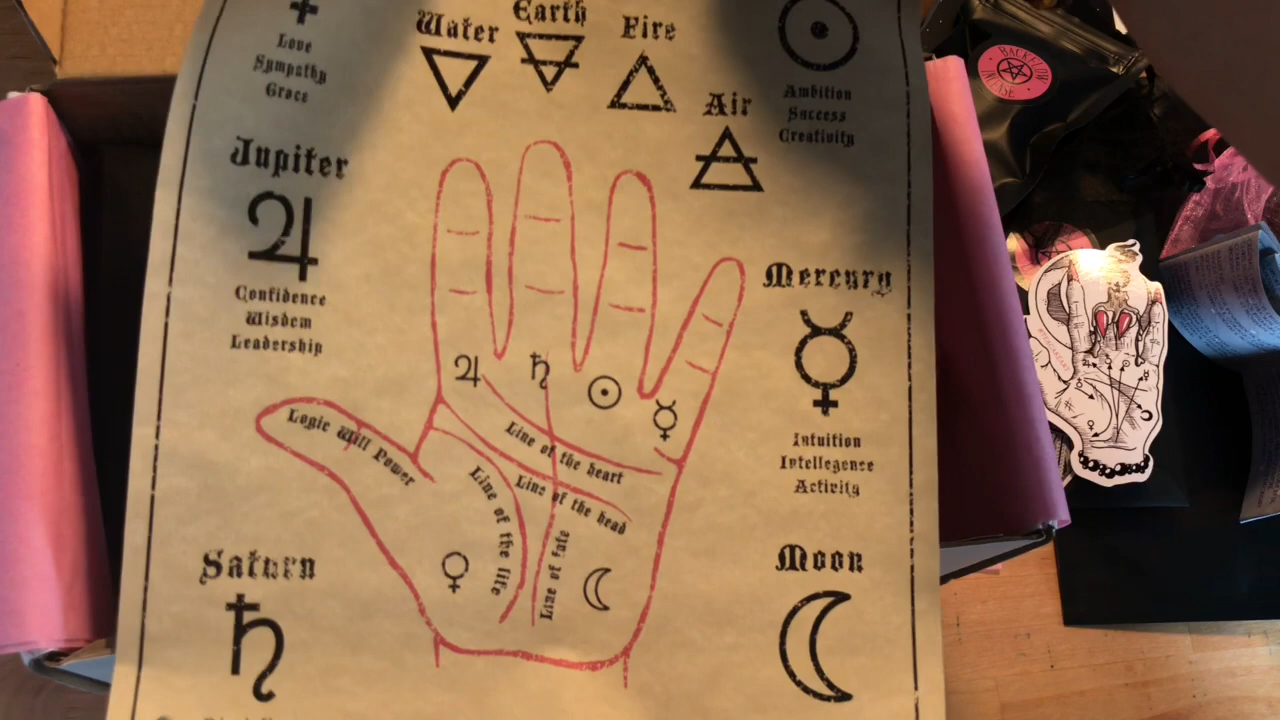 Love
Sympathy
Grace
Water
Earth
Fire
Air
Ambition
Success
Creativity
Jupiter
Confidence
Wisdom
Leadership
Mercury
Intuition
Intellegence
Activity
Logic Will Power
Line of the heart
Line of the head
Line of the life
Line of fate
Saturn
Moon
BACKFLOW
INCENSE